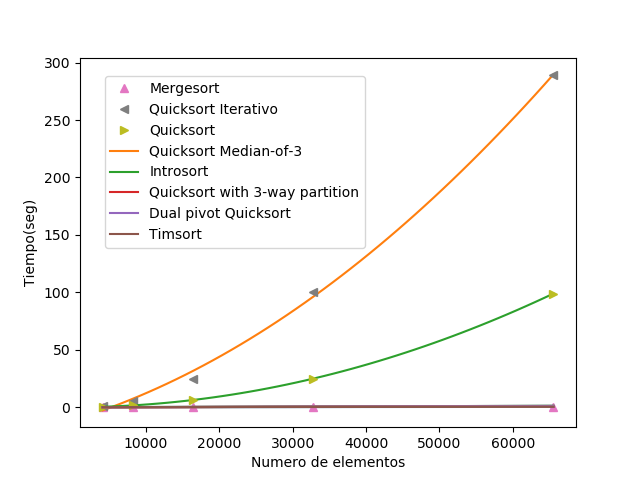 300
250
200
150
100
50
0
Tiempo(seg)
Mergesort
Quicksort Iterativo
Quicksort
Quicksort Median-of-3
Introsort
Quicksort with 3-way partition
Dual pivot Quicksort
Timsort
10000 20000 30000 40000 50000 60000
Numero de elementos